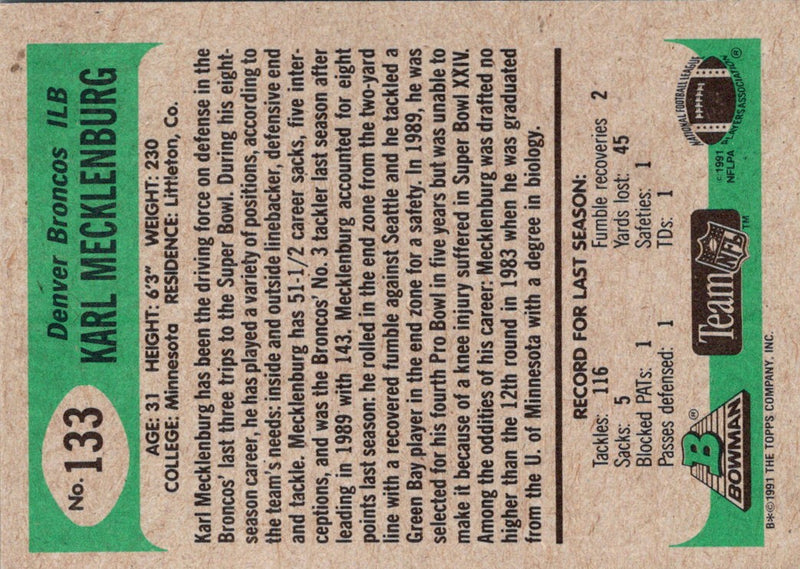 No. 133
Denver Broncos ILB
KARL MECKLENBURG
AGE: 31 HEIGHT: 6'3" WEIGHT: 230
COLLEGE: Minnesota RESIDENCE: Littleton, Co.
Karl Mecklenburg has been the driving force on defense in the
Broncos' last three trips to the Super Bowl. During his eight-
season career, he has played a variety of positions, according to
the team's needs: inside and outside linebacker, defensive end
and tackle. Mecklenburg has 51-1/2 career sacks, five inter-
ceptions, and was the Broncos' No. 3 tackler last season after
leading in 1989 with 143. Mecklenburg accounted for eight
points last season: he rolled in the end zone from the two-yard
line with a recovered fumble against Seattle and he tackled a
Green Bay player in the end zone for a safety. In 1989, he was
selected for his fourth Pro Bowl in five years but was unable to
make it because of a knee injury suffered in Super Bowl XXIV.
Among the oddities of his career: Mecklenburg was drafted no
higher than the 12th round in 1983 when he was graduated
from the U. of Minnesota with a degree in biology.
RECORD FOR LAST SEASON:
Tackles: 116 Fumble recoveries 2
Sacks: 5 Yards lost: 45
Blocked PATs: 1 Safeties: 1
Passes defensed: 1 TDs: 1
B® BOWMAN
Team NFL™
NATIONAL FOOTBALL LEAGUE PLAYERS ASSOCIATION®
©1991 NFLPA
B*©1991 THE TOPPS COMPANY, INC.